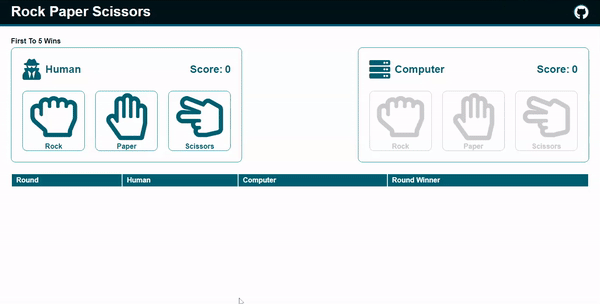 Rock Paper Scissors
First To 5 Wins
Human Score: 0
Rock Paper Scissors
Computer Score: 0
Rock Paper Scissors
Round Human Computer Round Winner